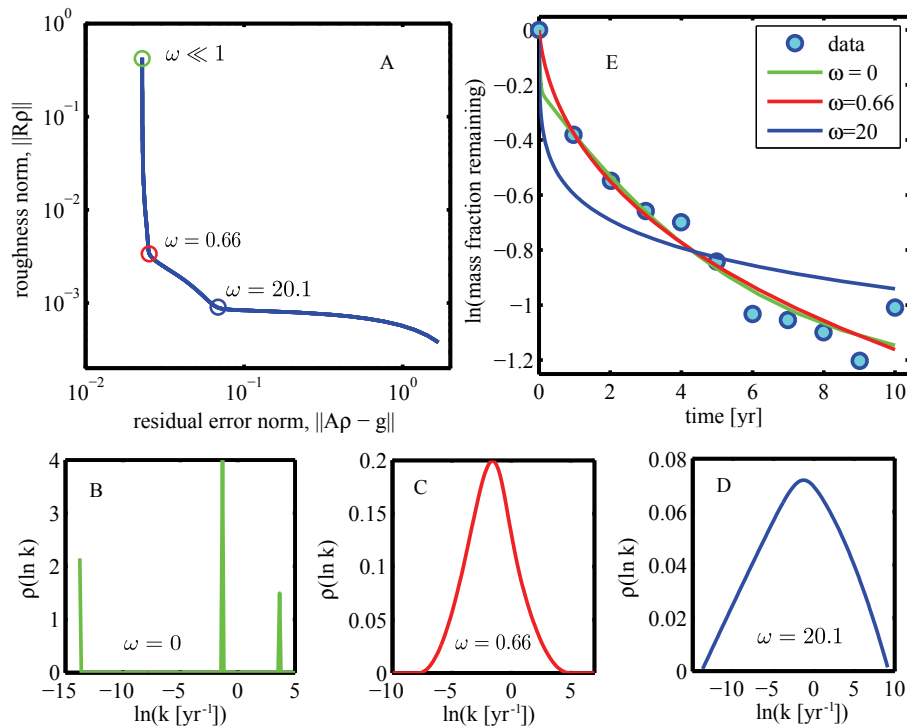 A
roughness norm, ||Rρ||
10⁰
10⁻¹
10⁻²
10⁻³
ω ≪ 1
ω = 0.66
ω = 20.1
10⁻² 10⁻¹ 10⁰
residual error norm, ||Aρ − g||
E
ln(mass fraction remaining)
0
−0.2
−0.4
−0.6
−0.8
−1
−1.2
data
ω = 0
ω=0.66
ω=20
0 2 4 6 8 10
time [yr]
B
ρ(ln k)
4
3
2
1
0
ω = 0
−15 −10 −5 0 5
ln(k [yr⁻¹])
C
ρ(ln k)
0.2
0.15
0.1
0.05
0
ω = 0.66
−10 −5 0 5
ln(k [yr⁻¹])
D
ρ(ln k)
0.08
0.06
0.04
0.02
0
ω = 20.1
−10 −5 0 5 10
ln(k [yr⁻¹])